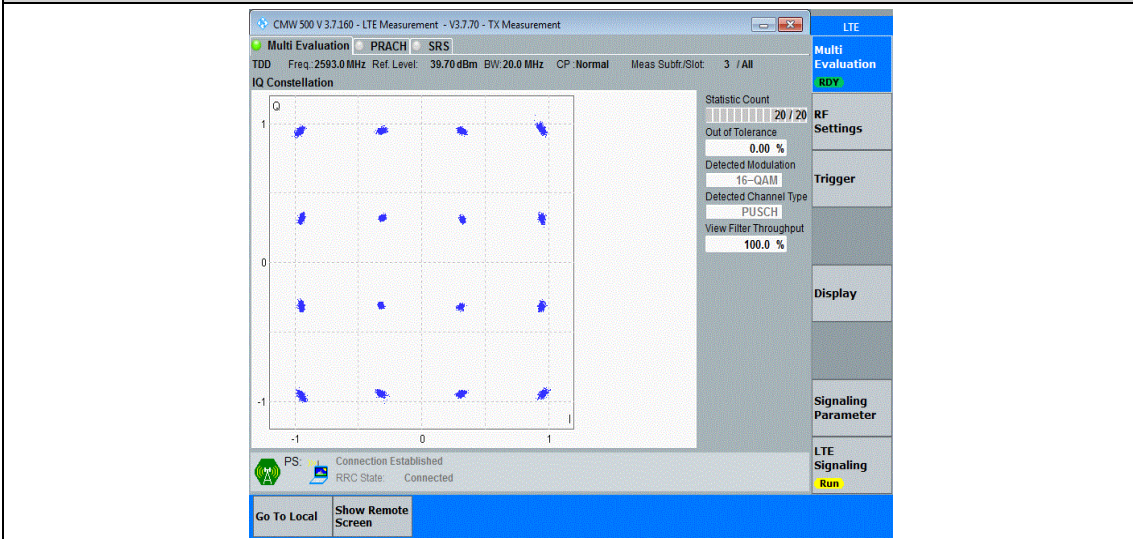 CMW 500 V 3.7.160 - LTE Measurement - V3.7.70 - TX Measurement
LTE
Multi Evaluation PRACH SRS
Multi
Evaluation
RDY
TDD Freq.:2593.0 MHz Ref. Level: 39.70 dBm BW:20.0 MHz CP :Normal Meas Subfr./Slot: 3 / All
IQ Constellation
Q
1
0
-1
-1 0 1
I
Statistic Count
20 / 20
Out of Tolerance
0.00 %
Detected Modulation
16-QAM
Detected Channel Type
PUSCH
View Filter Throughput
100.0 %
RF
Settings
Trigger
Display
Signaling
Parameter
LTE
Signaling
Run
PS: Connection Established
RRC State: Connected
Go To Local
Show Remote
Screen